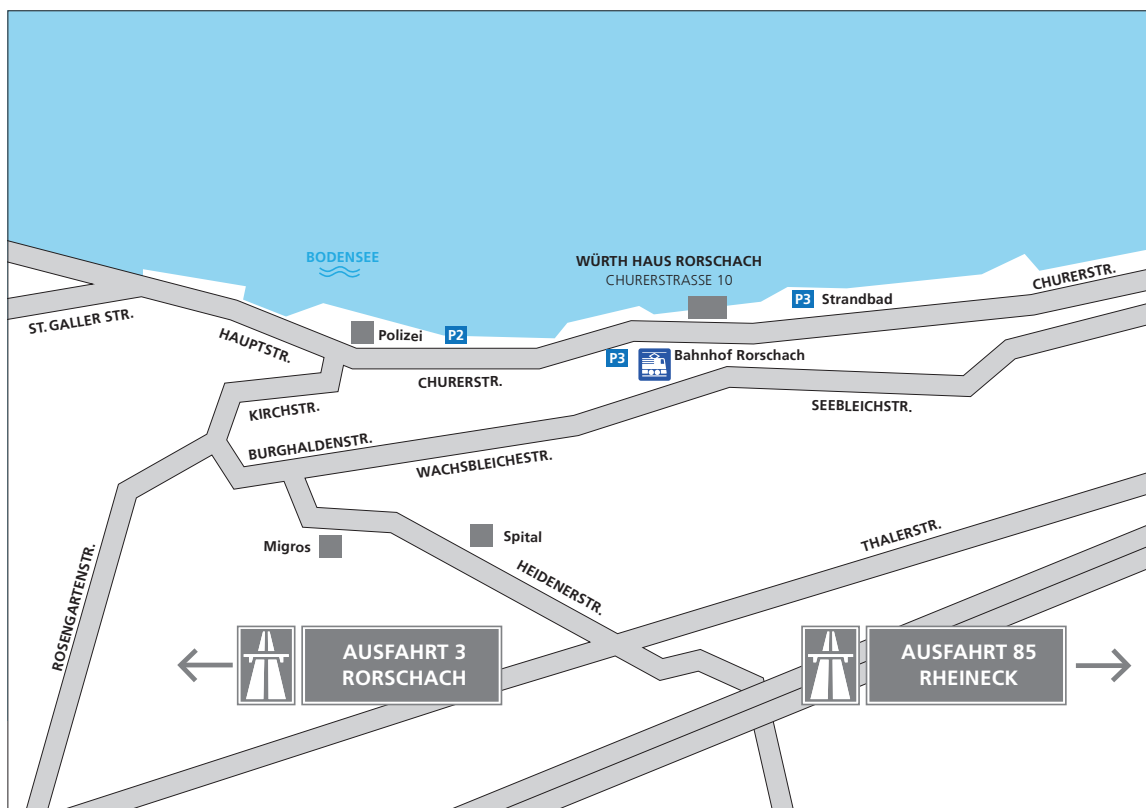 BODENSEE
WÜRTH HAUS RORSCHACH
CHURERSTRASSE 10
P3 Strandbad
CHURERSTR.
ST. GALLER STR.
HAUPTSTR.
Polizei
P2
P3
Bahnhof Rorschach
CHURERSTR.
KIRCHSTR.
SEEBLEICHSTR.
BURGHALDENSTR.
WACHSBLEICHESTR.
Migros
Spital
THALERSTR.
HEIDENERSTR.
ROSENGARTENSTR.
AUSFAHRT 3
RORSCHACH
AUSFAHRT 85
RHEINECK